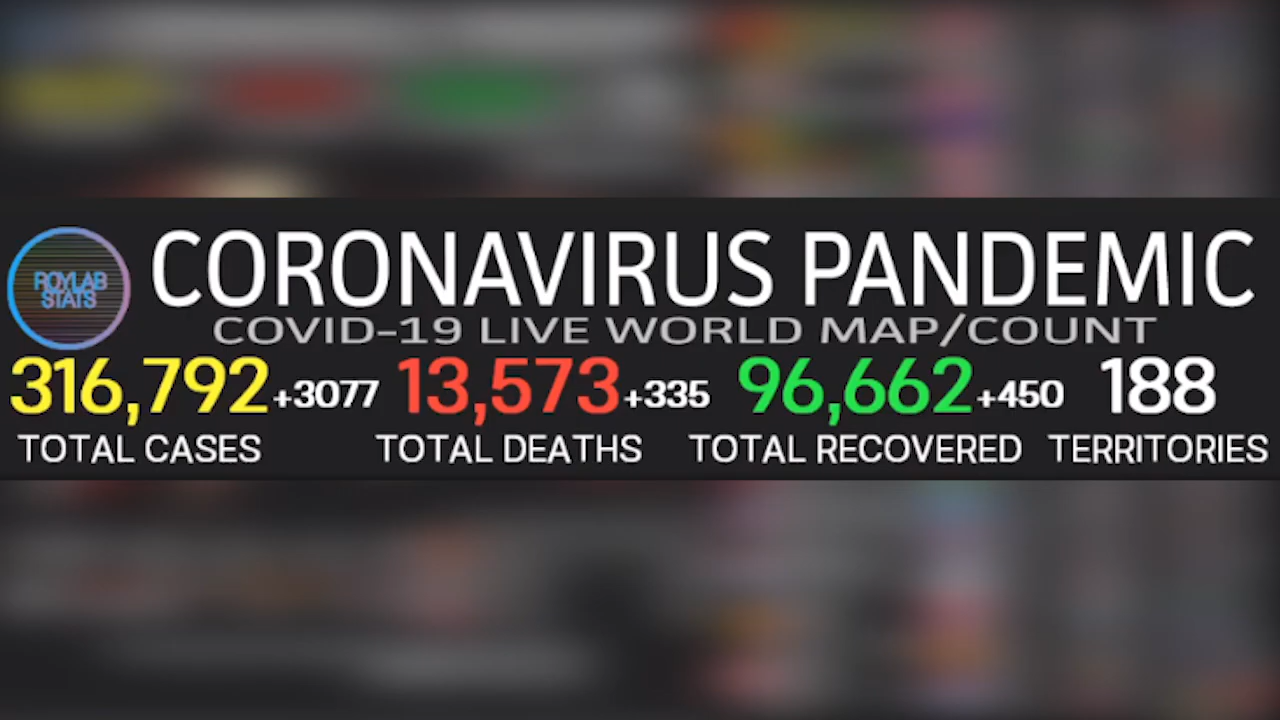 ROYLAB
STATS
CORONAVIRUS PANDEMIC
COVID-19 LIVE WORLD MAP/COUNT
316,792 +3077 13,573 +335 96,662 +450 188
TOTAL CASES TOTAL DEATHS TOTAL RECOVERED TERRITORIES